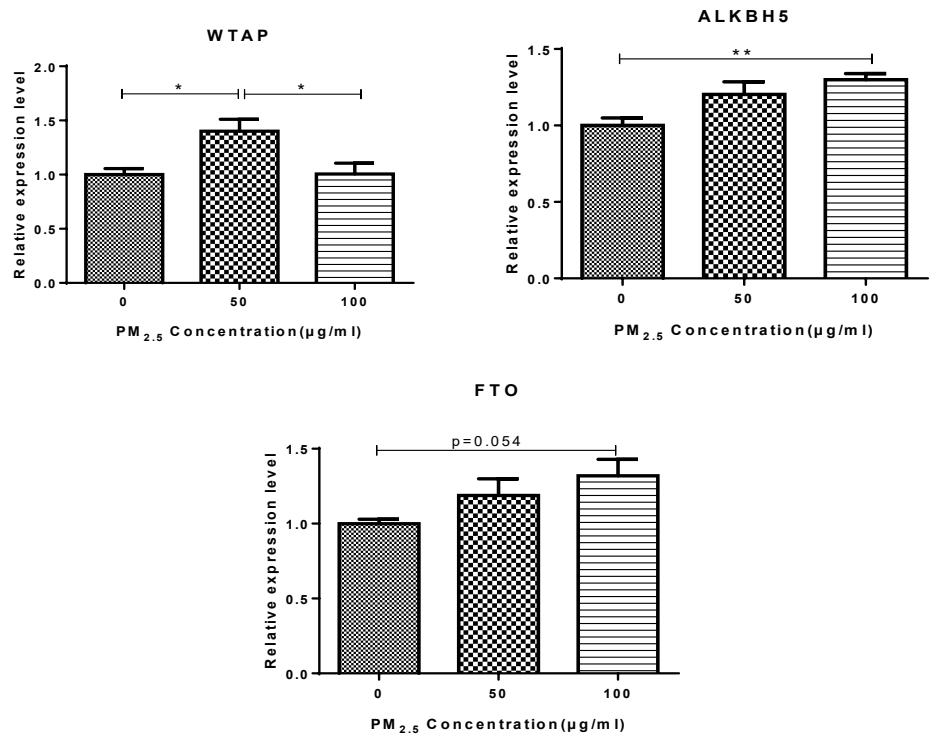 WTAP
Relative expression level
2.0
1.5
1.0
0.5
0.0
* *
0 50 100
PM2.5 Concentration(µg/ml)
ALKBH5
Relative expression level
1.5
1.0
0.5
0.0
**
0 50 100
PM2.5 Concentration(µg/ml)
FTO
Relative expression level
1.5
1.0
0.5
0.0
p=0.054
0 50 100
PM2.5 Concentration(µg/ml)